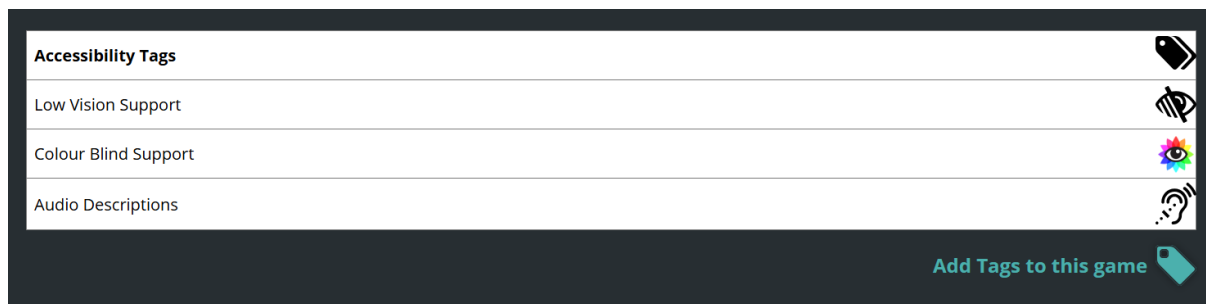 Accessibility Tags
Low Vision Support
Colour Blind Support
Audio Descriptions
Add Tags to this game